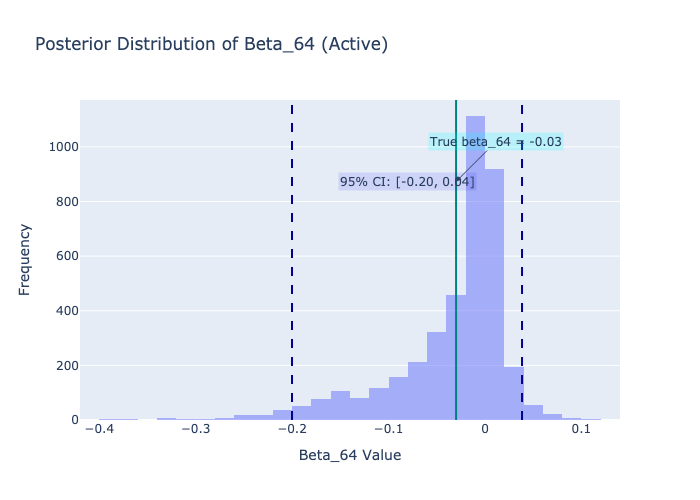 Posterior Distribution of Beta_64 (Active)
True beta_64 = -0.03
95% CI: [-0.20, 0.04]
Frequency
1000
800
600
400
200
0
−0.4
−0.3
−0.2
−0.1
0
0.1
Beta_64 Value